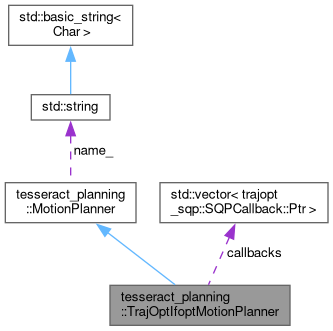 std::basic_string<
Char >
std::string
name_
tesseract_planning
::MotionPlanner
std::vector< trajopt
_sqp::SQPCallback::Ptr >
callbacks
tesseract_planning
::TrajOptIfoptMotionPlanner